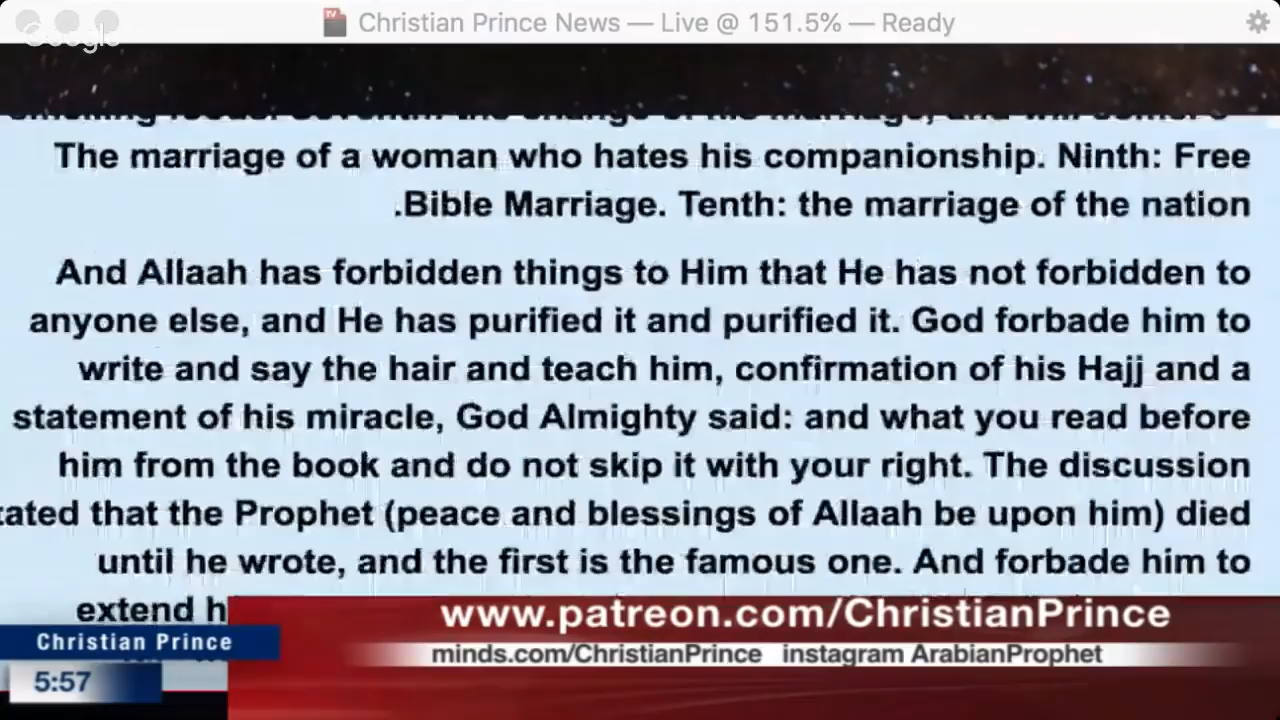 Christian Prince News — Live @ 151.5% — Ready
Google
The marriage of a woman who hates his companionship. Ninth: Free
.Bible Marriage. Tenth: the marriage of the nation
And Allaah has forbidden things to Him that He has not forbidden to
anyone else, and He has purified it and purified it. God forbade him to
write and say the hair and teach him, confirmation of his Hajj and a
statement of his miracle, God Almighty said: and what you read before
him from the book and do not skip it with your right. The discussion
that the Prophet (peace and blessings of Allaah be upon him) died
until he wrote, and the first is the famous one. And forbade him to
extend
www.patreon.com/ChristianPrince
Christian Prince
minds.com/ChristianPrince instagram ArabianProphet
5:57